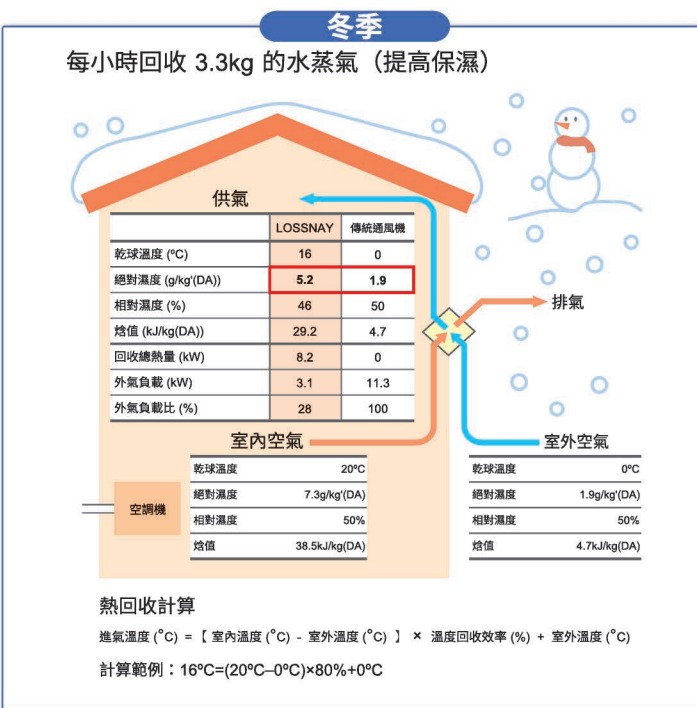 冬季
每小時回收 3.3kg 的水蒸氣（提高保濕）
供氣
LOSSNAY 傳統通風機
乾球溫度 (ºC) 16 0
絕對濕度 (g/kg'(DA)) 5.2 1.9
相對濕度 (%) 46 50
焓值 (kJ/kg(DA)) 29.2 4.7
回收總熱量 (kW) 8.2 0
外氣負載 (kW) 3.1 11.3
外氣負載比 (%) 28 100
排氣
室內空氣
乾球溫度 20ºC
絕對濕度 7.3g/kg'(DA)
相對濕度 50%
焓值 38.5kJ/kg(DA)
室外空氣
乾球溫度 0ºC
絕對濕度 1.9g/kg'(DA)
相對濕度 50%
焓值 4.7kJ/kg(DA)
空調機
熱回收計算
進氣溫度 (°C) = 【 室內溫度 (°C) - 室外溫度 (°C) 】 × 溫度回收效率 (%) + 室外溫度 (°C)
計算範例：16ºC=(20ºC–0ºC)×80%+0ºC